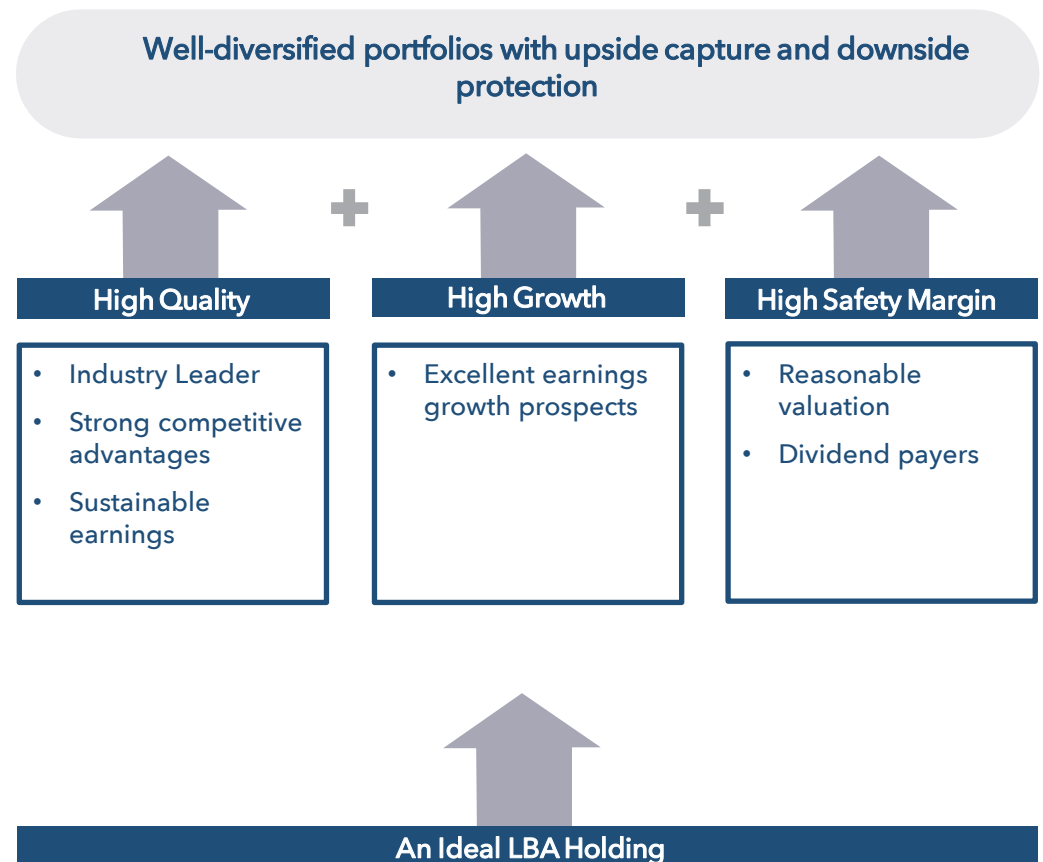 Well-diversified portfolios with upside capture and downside
protection
High Quality
High Growth
High Safety Margin
• Industry Leader
• Strong competitive
advantages
• Sustainable
earnings
• Excellent earnings
growth prospects
• Reasonable
valuation
• Dividend payers
An Ideal LBA Holding